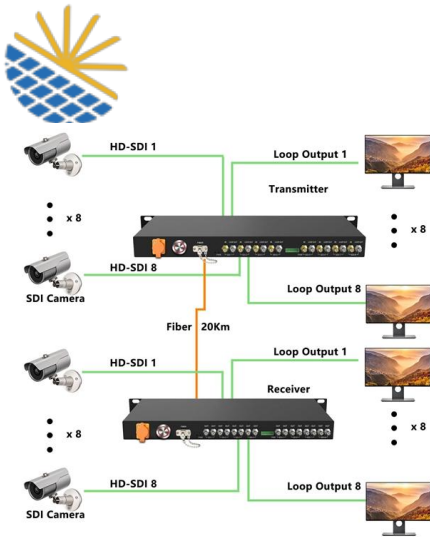 HD-SDI 1
Loop Output 1
Transmitter
x 8
x 8
HD-SDI 8
SDI Camera
Loop Output 8
Fiber 20Km
HD-SDI 1
Loop Output 1
Receiver
x 8
x 8
HD-SDI 8
Loop Output 8
SDI Camera